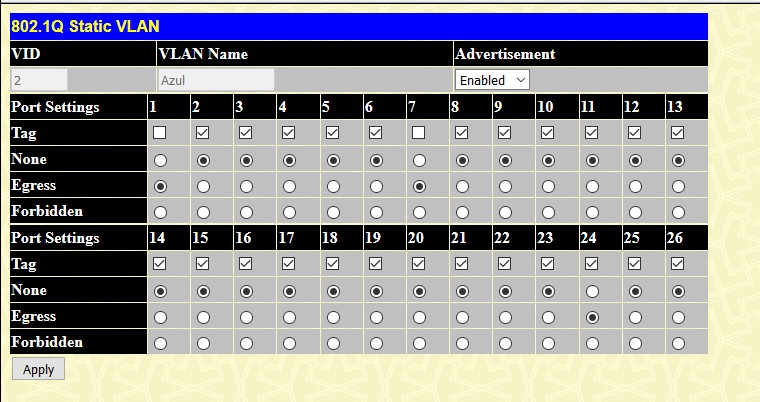 802.1Q Static VLAN
VID VLAN Name Advertisement
2 Azul Enabled
Port Settings 1 2 3 4 5 6 7 8 9 10 11 12 13
Tag
None
Egress
Forbidden
Port Settings 14 15 16 17 18 19 20 21 22 23 24 25 26
Tag
None
Egress
Forbidden
Apply